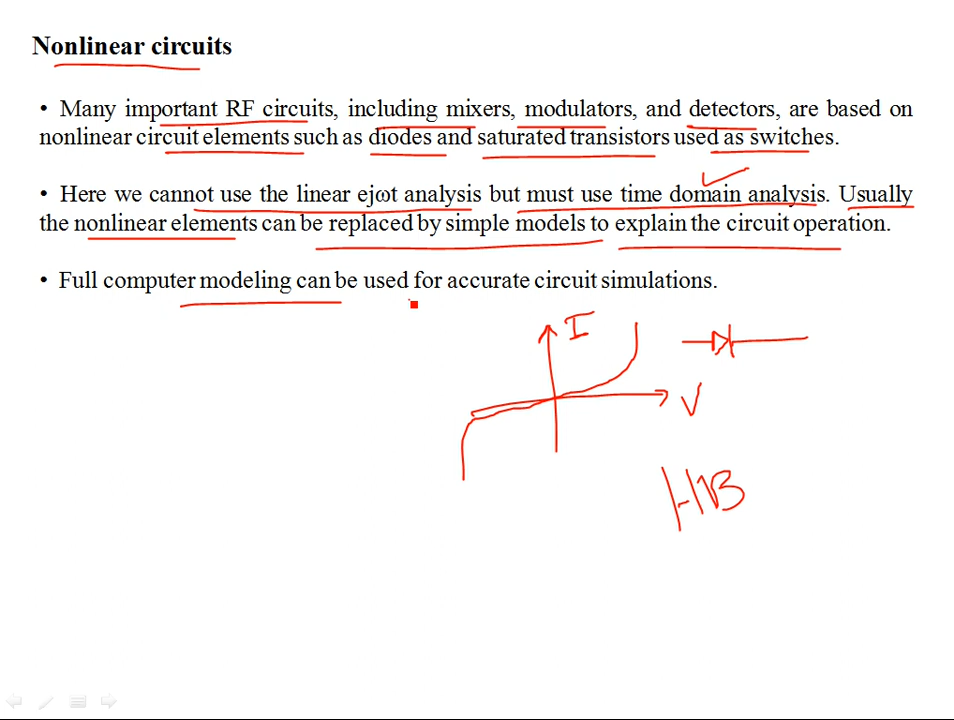 Nonlinear circuits
• Many important RF circuits, including mixers, modulators, and detectors, are based on
nonlinear circuit elements such as diodes and saturated transistors used as switches.
• Here we cannot use the linear ejωt analysis but must use time domain analysis. Usually
the nonlinear elements can be replaced by simple models to explain the circuit operation.
• Full computer modeling can be used for accurate circuit simulations.
I
V
HB